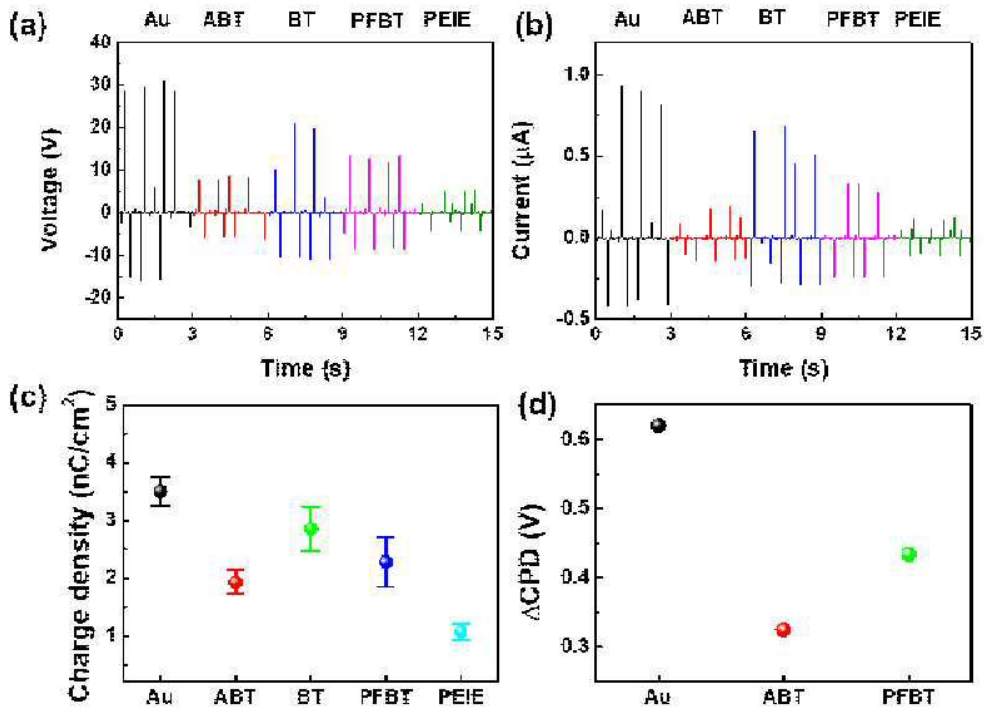 (a) Au ABT BT PFBT PEIE
40
30
20
10
0
-10
-20
Voltage (V)
0 3 6 9 12 15
Time (s)
(b) Au ABT BT PFBT PEIE
1.0
0.5
0.0
-0.5
Current (μA)
0 3 6 9 12 15
Time (s)
(c)
5
4
3
2
1
Charge density (nC/cm²)
Au ABT BT PFBT PEIE
(d)
0.6
0.5
0.4
0.3
ΔCPD (V)
Au ABT PFBT